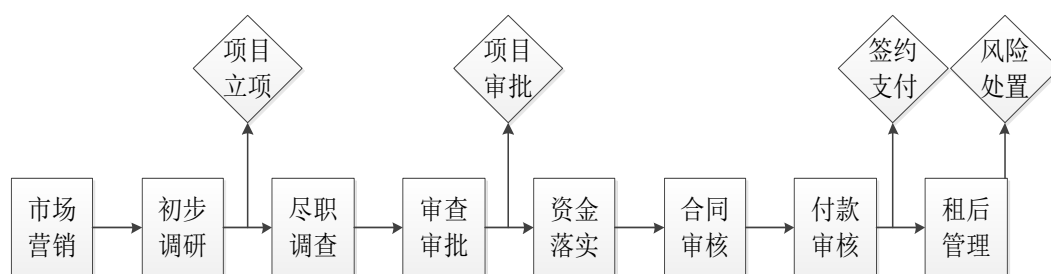 项目
立项
项目
审批
签约
支付
风险
处置
市场
营销
初步
调研
尽职
调查
审查
审批
资金
落实
合同
审核
付款
审核
租后
管理